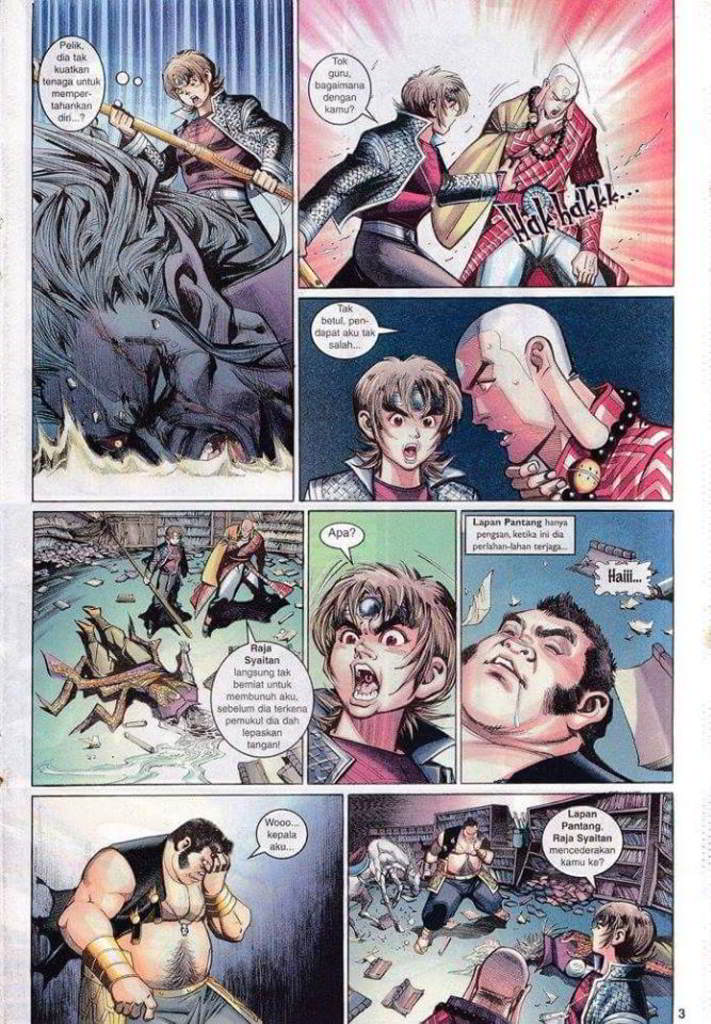 Pelik,
dia tak
kuatkan
tenaga untuk
memper-
tahankan
diri...?
Tok
guru,
bagaimana
dengan
kamu?
Hakhakkk...
Tak
betul, pen-
dapat aku tak
salah...
Raja
Syaitan
langsung tak
berniat untuk
membunuh aku,
sebelum dia terkena
pemukul dia dah
lepaskan
tangan!
Apa?
Lapan Pantang hanya
pengsan, ketika ini dia
perlahan-lahan terjaga...
Haiii...
Wooo...
kepala
aku...
Lapan
Pantang,
Raja Syaitan
mencederakan
kamu ke?
3